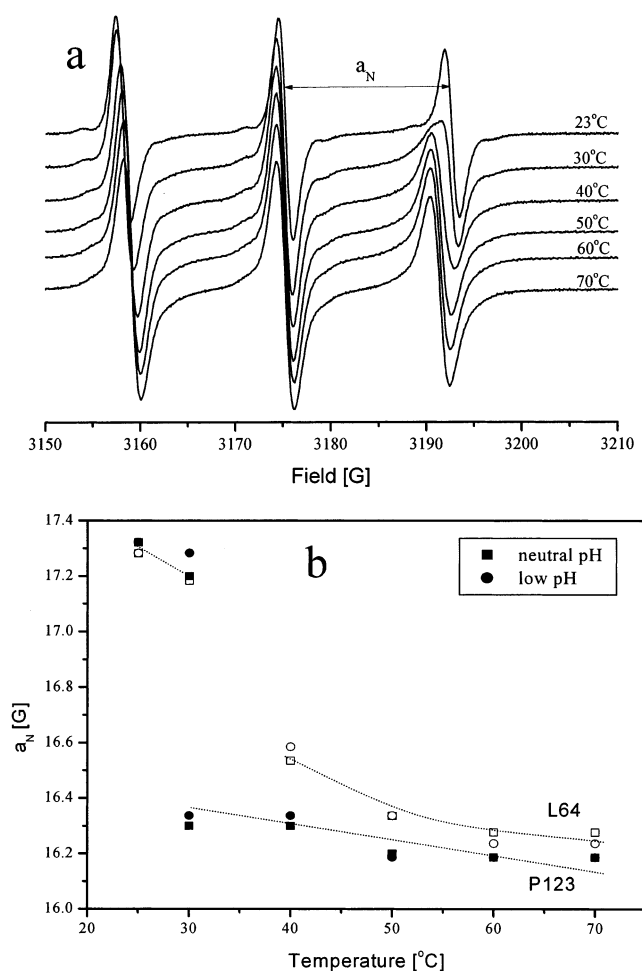 a
a_N
23°C
30°C
40°C
50°C
60°C
70°C
3150 3160 3170 3180 3190 3200 3210
Field [G]
b
neutral pH
low pH
17.4
17.2
17.0
16.8
16.6
16.4
16.2
16.0
a_N [G]
L64
P123
20 30 40 50 60 70
Temperature [°C]